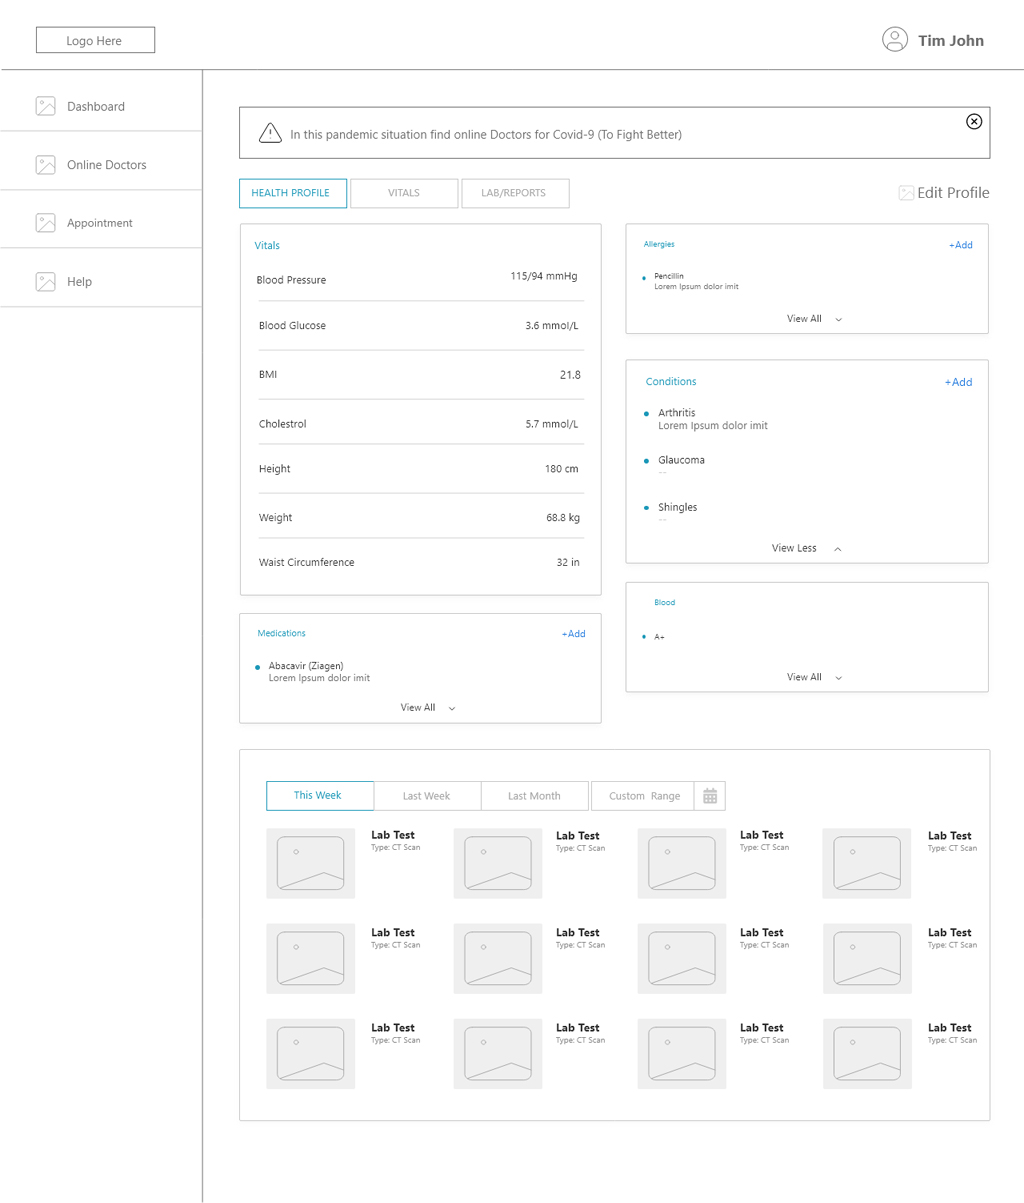 Logo Here
Tim John
Dashboard
Online Doctors
Appointment
Help
In this pandemic situation find online Doctors for Covid-9 (To Fight Better)
HEALTH PROFILE
VITALS
LAB/REPORTS
Edit Profile
Vitals
Blood Pressure 115/94 mmHg
Blood Glucose 3.6 mmol/L
BMI 21.8
Cholestrol 5.7 mmol/L
Height 180 cm
Weight 68.8 kg
Waist Circumference 32 in
Medications +Add
Abacavir (Ziagen)
Lorem Ipsum dolor imit
View All
Allergies +Add
Pencillin
Lorem Ipsum dolor imit
View All
Conditions +Add
Arthritis
Lorem Ipsum dolor imit
Glaucoma
--
Shingles
--
View Less
Blood
A+
View All
This Week Last Week Last Month Custom Range
Lab Test Lab Test Lab Test Lab Test
Type: CT Scan Type: CT Scan Type: CT Scan Type: CT Scan
Lab Test Lab Test Lab Test Lab Test
Type: CT Scan Type: CT Scan Type: CT Scan Type: CT Scan
Lab Test Lab Test Lab Test Lab Test
Type: CT Scan Type: CT Scan Type: CT Scan Type: CT Scan